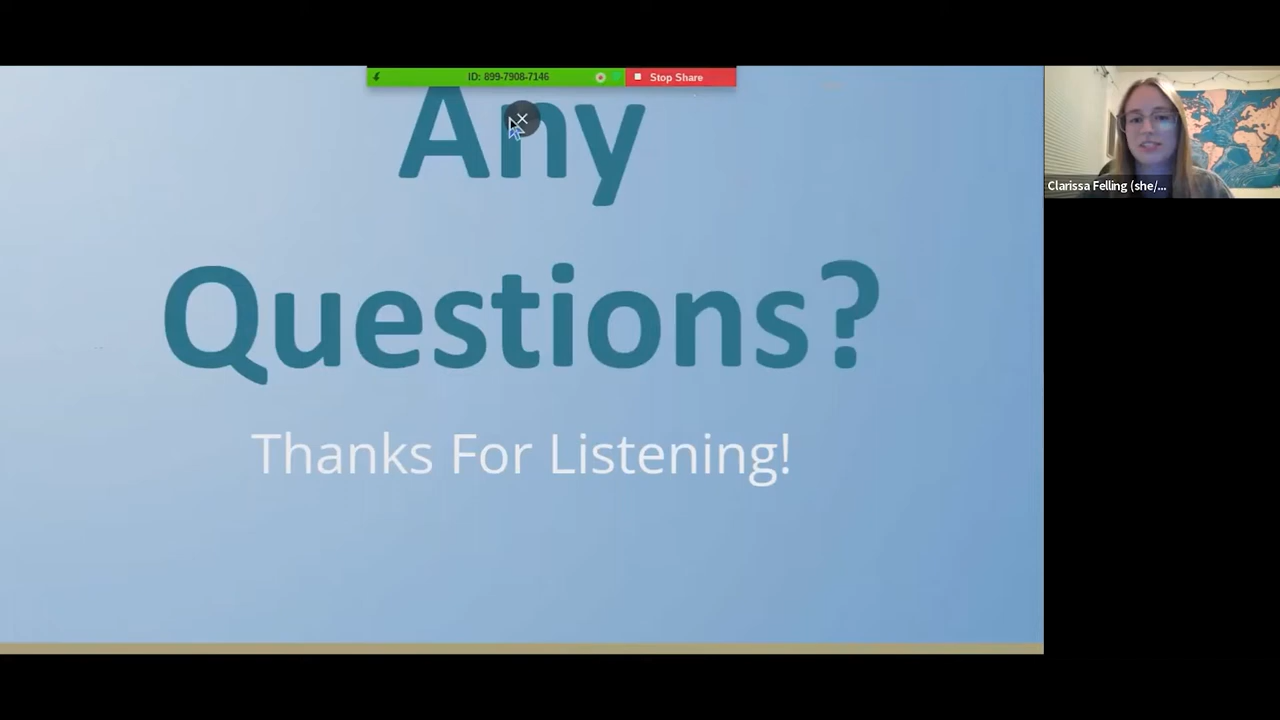 ID: 899-7908-7146
Stop Share
Any
Questions?
Thanks For Listening!
Clarissa Felling (she/...